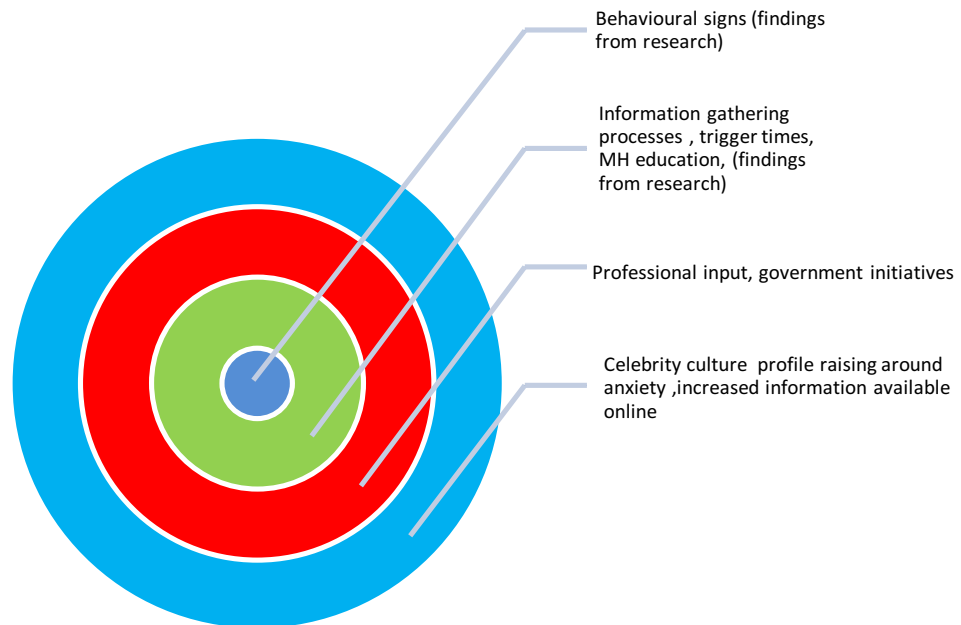 Behavioural signs (findings
from research)
Information gathering
processes , trigger times,
MH education, (findings
from research)
Professional input, government initiatives
Celebrity culture  profile raising around
anxiety ,increased information available
online